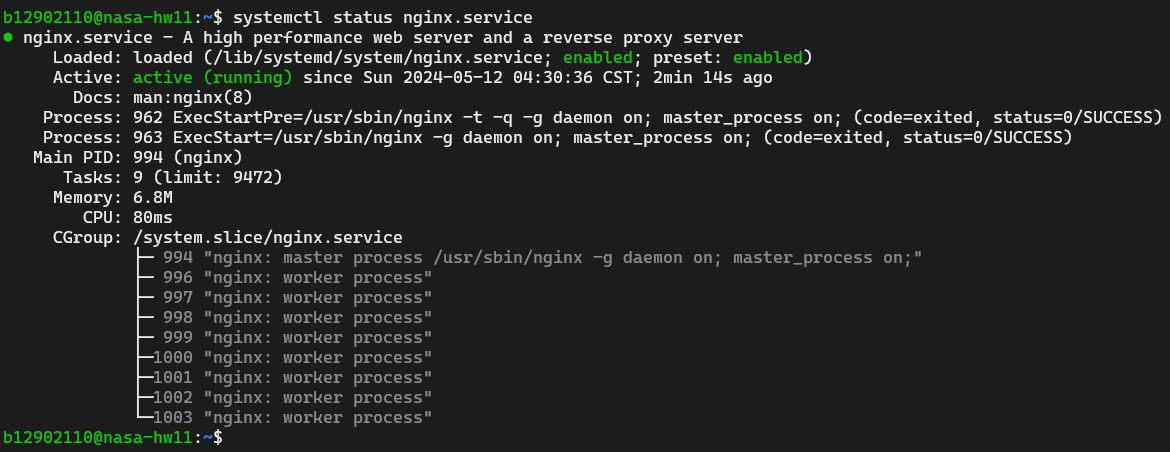 b12902110@nasa-hw11:~$ systemctl status nginx.service
● nginx.service - A high performance web server and a reverse proxy server
     Loaded: loaded (/lib/systemd/system/nginx.service; enabled; preset: enabled)
     Active: active (running) since Sun 2024-05-12 04:30:36 CST; 2min 14s ago
       Docs: man:nginx(8)
    Process: 962 ExecStartPre=/usr/sbin/nginx -t -q -g daemon on; master_process on; (code=exited, status=0/SUCCESS)
    Process: 963 ExecStart=/usr/sbin/nginx -g daemon on; master_process on; (code=exited, status=0/SUCCESS)
   Main PID: 994 (nginx)
      Tasks: 9 (limit: 9472)
     Memory: 6.8M
        CPU: 80ms
     CGroup: /system.slice/nginx.service
             ├─ 994 "nginx: master process /usr/sbin/nginx -g daemon on; master_process on;"
             ├─ 996 "nginx: worker process"
             ├─ 997 "nginx: worker process"
             ├─ 998 "nginx: worker process"
             ├─ 999 "nginx: worker process"
             ├─1000 "nginx: worker process"
             ├─1001 "nginx: worker process"
             ├─1002 "nginx: worker process"
             └─1003 "nginx: worker process"
b12902110@nasa-hw11:~$